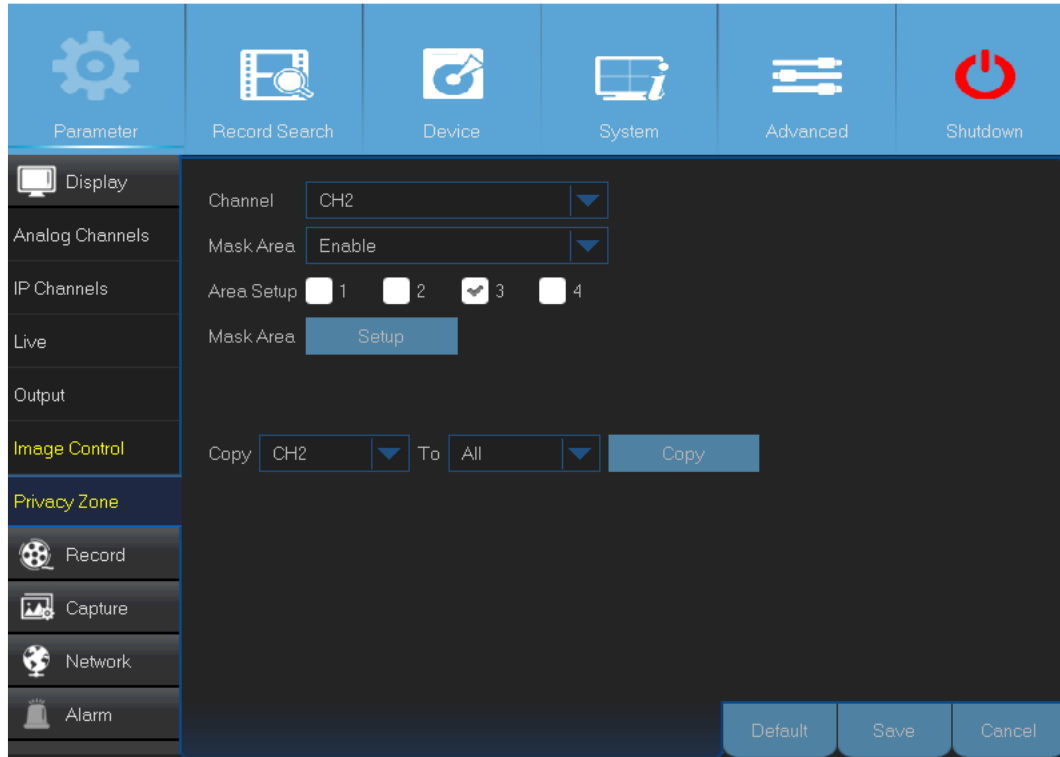 Parameter Record Search Device System Advanced Shutdown
Display
Analog Channels
IP Channels
Live
Output
Image Control
Privacy Zone
Record
Capture
Network
Alarm
Channel CH2
Mask Area Enable
Area Setup 1 2 3 4
Mask Area Setup
Copy CH2 To All Copy
Default Save Cancel